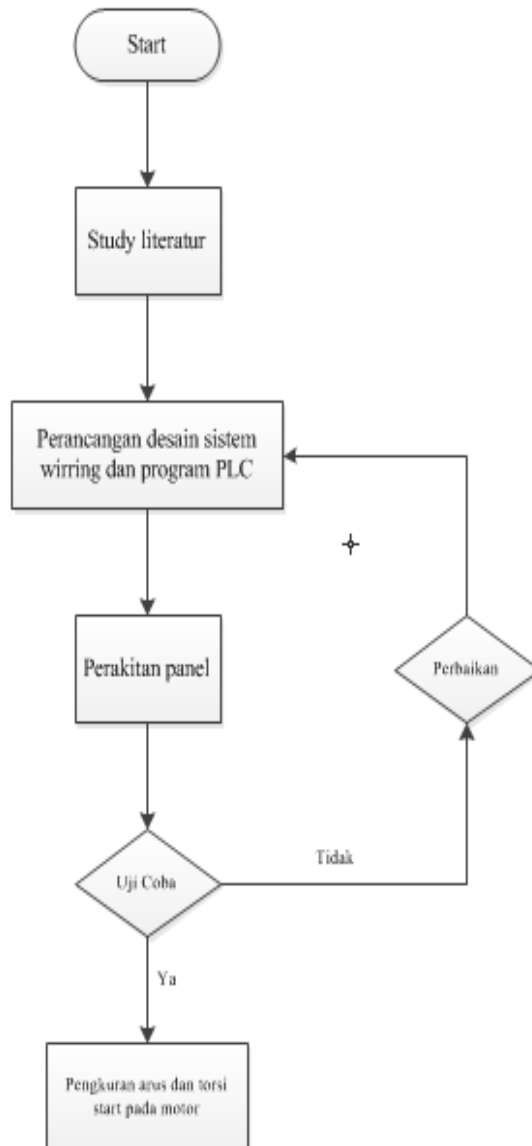 Start
Study literatur
Perancangan desain sistem
wirring dan program PLC
Perakitan panel
Perbaikan
Uji Coba
Tidak
Ya
Pengkuran arus dan torsi
start pada motor